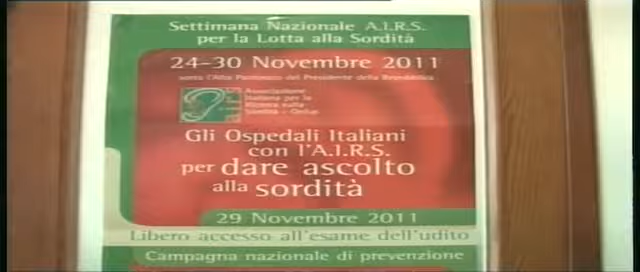 Settimana Nazionale A.I.R.S.
per la Lotta alla Sordità
24-30 Novembre 2011
sotto l'Alto Patronato del Presidente della Repubblica
Associazione
Italiana per la
Ricerca sulla
Sordità - Onlus
Gli Ospedali Italiani
con l'A.I.R.S.
per dare ascolto
alla sordità
29 Novembre 2011
Libero accesso all'esame dell'udito
Campagna nazionale di prevenzione